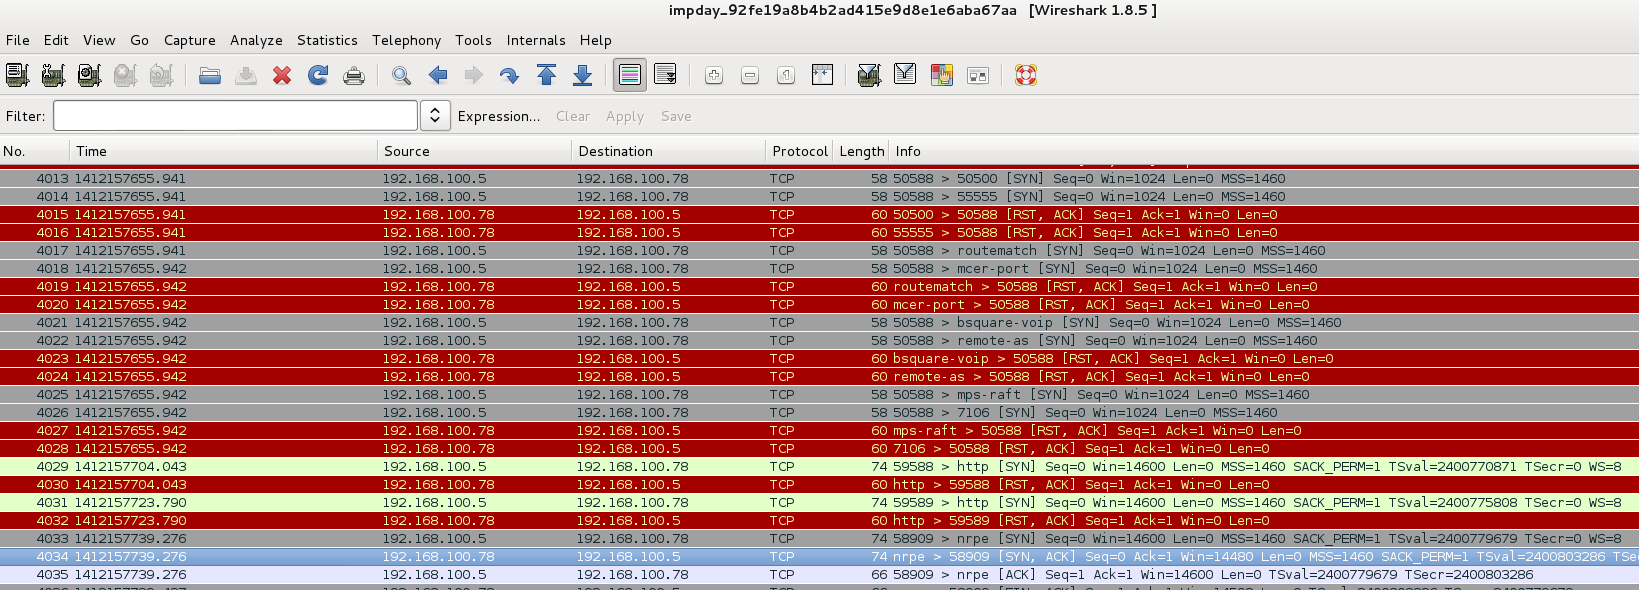 impday_92fe19a8b4b2ad415e9d8e1e6aba67aa [Wireshark 1.8.5 ]
File Edit View Go Capture Analyze Statistics Telephony Tools Internals Help
Filter: Expression... Clear Apply Save
No. Time Source Destination Protocol Length Info
4013 1412157655.941 192.168.100.5 192.168.100.78 TCP 58 50588 > 50500 [SYN] Seq=0 Win=1024 Len=0 MSS=1460
4014 1412157655.941 192.168.100.5 192.168.100.78 TCP 58 50588 > 55555 [SYN] Seq=0 Win=1024 Len=0 MSS=1460
4015 1412157655.941 192.168.100.78 192.168.100.5 TCP 60 50500 > 50588 [RST, ACK] Seq=1 Ack=1 Win=0 Len=0
4016 1412157655.941 192.168.100.78 192.168.100.5 TCP 60 55555 > 50588 [RST, ACK] Seq=1 Ack=1 Win=0 Len=0
4017 1412157655.941 192.168.100.5 192.168.100.78 TCP 58 50588 > routematch [SYN] Seq=0 Win=1024 Len=0 MSS=1460
4018 1412157655.942 192.168.100.5 192.168.100.78 TCP 58 50588 > mcer-port [SYN] Seq=0 Win=1024 Len=0 MSS=1460
4019 1412157655.942 192.168.100.78 192.168.100.5 TCP 60 routematch > 50588 [RST, ACK] Seq=1 Ack=1 Win=0 Len=0
4020 1412157655.942 192.168.100.78 192.168.100.5 TCP 60 mcer-port > 50588 [RST, ACK] Seq=1 Ack=1 Win=0 Len=0
4021 1412157655.942 192.168.100.5 192.168.100.78 TCP 58 50588 > bsquare-voip [SYN] Seq=0 Win=1024 Len=0 MSS=1460
4022 1412157655.942 192.168.100.5 192.168.100.78 TCP 58 50588 > remote-as [SYN] Seq=0 Win=1024 Len=0 MSS=1460
4023 1412157655.942 192.168.100.78 192.168.100.5 TCP 60 bsquare-voip > 50588 [RST, ACK] Seq=1 Ack=1 Win=0 Len=0
4024 1412157655.942 192.168.100.78 192.168.100.5 TCP 60 remote-as > 50588 [RST, ACK] Seq=1 Ack=1 Win=0 Len=0
4025 1412157655.942 192.168.100.5 192.168.100.78 TCP 58 50588 > mps-raft [SYN] Seq=0 Win=1024 Len=0 MSS=1460
4026 1412157655.942 192.168.100.5 192.168.100.78 TCP 58 50588 > 7106 [SYN] Seq=0 Win=1024 Len=0 MSS=1460
4027 1412157655.942 192.168.100.78 192.168.100.5 TCP 60 mps-raft > 50588 [RST, ACK] Seq=1 Ack=1 Win=0 Len=0
4028 1412157655.942 192.168.100.78 192.168.100.5 TCP 60 7106 > 50588 [RST, ACK] Seq=1 Ack=1 Win=0 Len=0
4029 1412157704.043 192.168.100.5 192.168.100.78 TCP 74 59588 > http [SYN] Seq=0 Win=14600 Len=0 MSS=1460 SACK_PERM=1 TSval=2400770871 TSecr=0 WS=8
4030 1412157704.043 192.168.100.78 192.168.100.5 TCP 60 http > 59588 [RST, ACK] Seq=1 Ack=1 Win=0 Len=0
4031 1412157723.790 192.168.100.5 192.168.100.78 TCP 74 59589 > http [SYN] Seq=0 Win=14600 Len=0 MSS=1460 SACK_PERM=1 TSval=2400775808 TSecr=0 WS=8
4032 1412157723.790 192.168.100.78 192.168.100.5 TCP 60 http > 59589 [RST, ACK] Seq=1 Ack=1 Win=0 Len=0
4033 1412157739.276 192.168.100.5 192.168.100.78 TCP 74 58909 > nrpe [SYN] Seq=0 Win=14600 Len=0 MSS=1460 SACK_PERM=1 TSval=2400779679 TSecr=0 WS=8
4034 1412157739.276 192.168.100.78 192.168.100.5 TCP 74 nrpe > 58909 [SYN, ACK] Seq=0 Ack=1 Win=14480 Len=0 MSS=1460 SACK_PERM=1 TSval=2400803286 TSe
4035 1412157739.276 192.168.100.5 192.168.100.78 TCP 66 58909 > nrpe [ACK] Seq=1 Ack=1 Win=14600 Len=0 TSval=2400779679 TSecr=2400803286